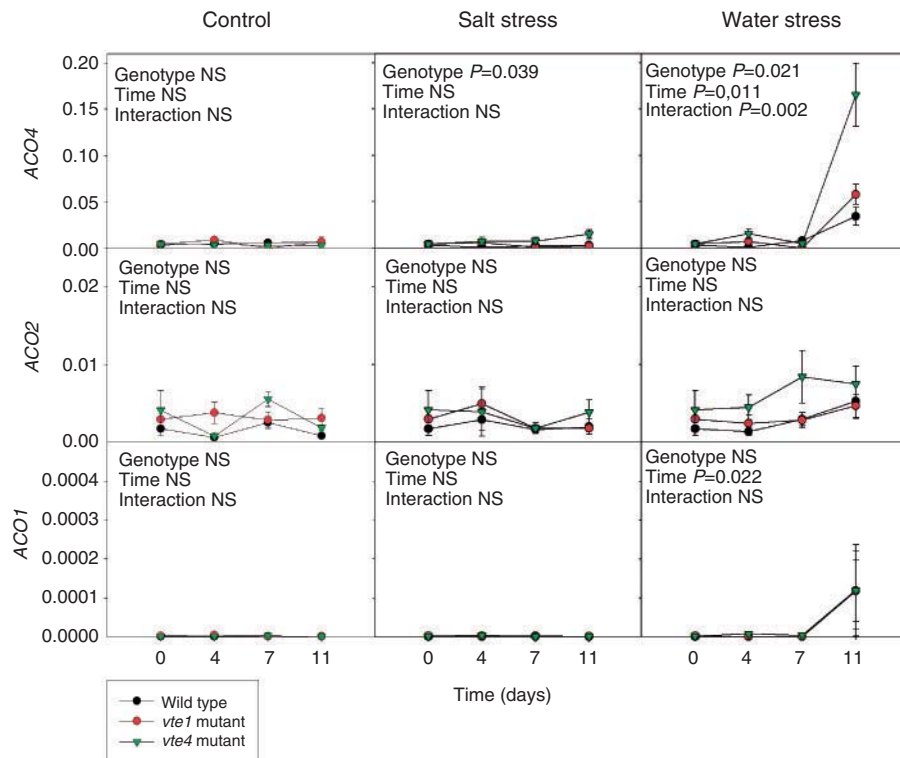 Control Salt stress Water stress
0.20
0.15
0.10
0.05
0.00
ACO4
Genotype NS
Time NS
Interaction NS
Genotype P=0.039
Time NS
Interaction NS
Genotype P=0.021
Time P=0,011
Interaction P=0.002
0.02
0.01
0.00
ACO2
Genotype NS
Time NS
Interaction NS
Genotype NS
Time NS
Interaction NS
Genotype NS
Time NS
Interaction NS
0.0004
0.0003
0.0002
0.0001
0.0000
ACO1
Genotype NS
Time NS
Interaction NS
Genotype NS
Time NS
Interaction NS
Genotype NS
Time P=0.022
Interaction NS
0 4 7 11 0 4 7 11 0 4 7 11
Time (days)
Wild type
vte1 mutant
vte4 mutant